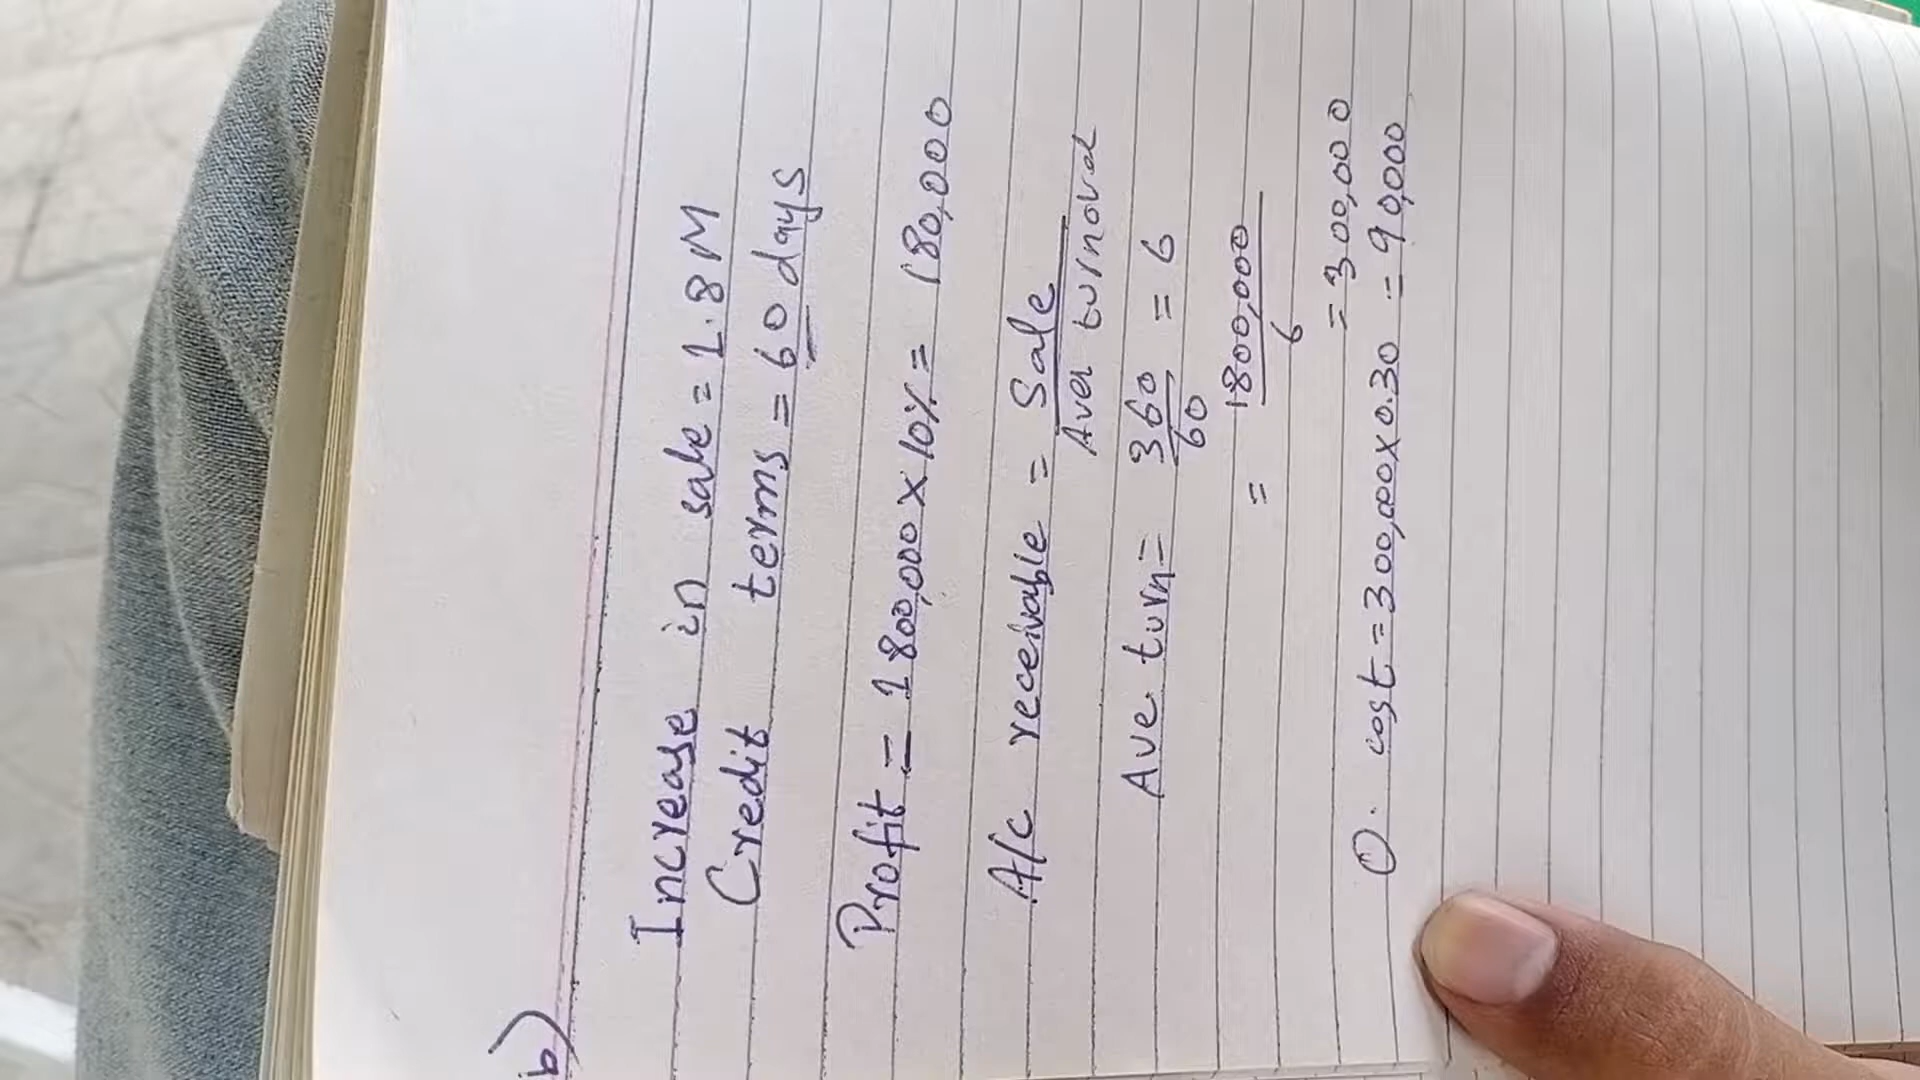 b)
Increase in sale = 1.8M
Credit terms = 60 days
Profit = 1800,000 x 10% = 180,000
A/c receivable = Sale
Aver turnover
Ave turn = 360 = 6
60
= 1800,000
6
= 300,000
O. cost = 300,000 x 0.30 = 90,000